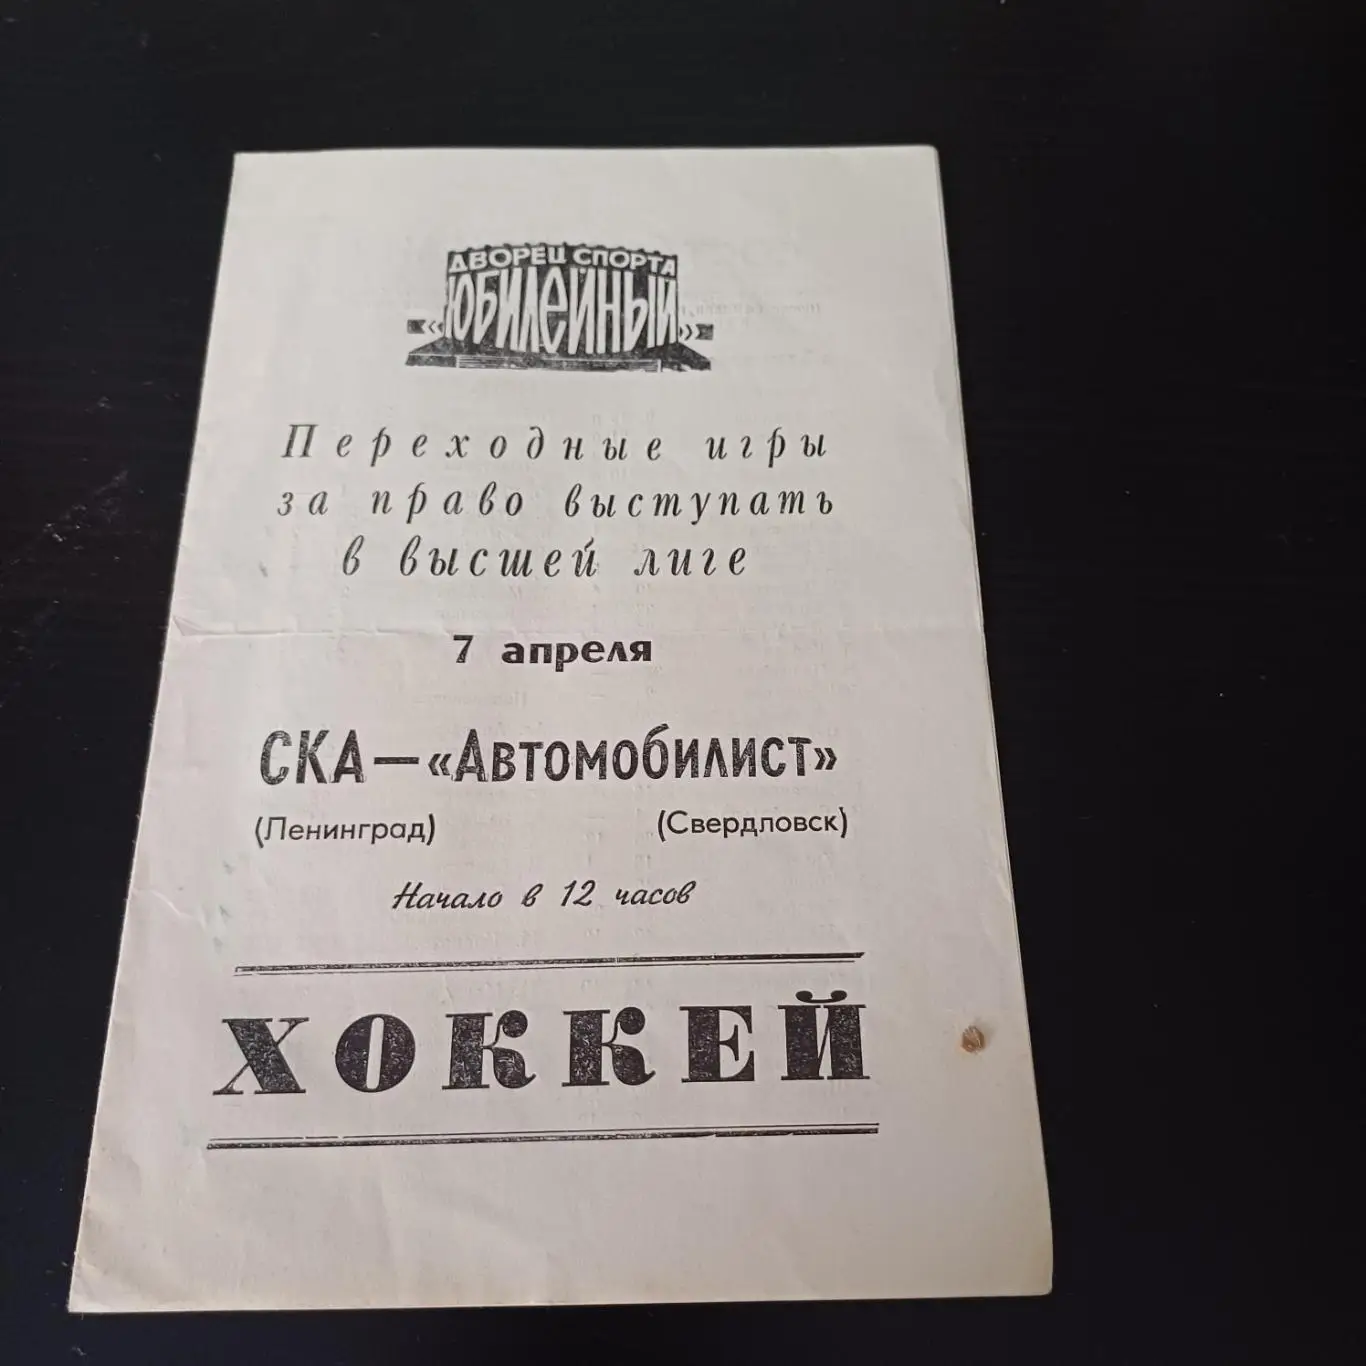 ДВОРЕЦ СПОРТА
«ЮБИЛЕЙНЫЙ»
Переходные игры
за право выступать
в высшей лиге
7 апреля
СКА — «Автомобилист»
(Ленинград) (Свердловск)
Начало в 12 часов
ХОККЕЙ